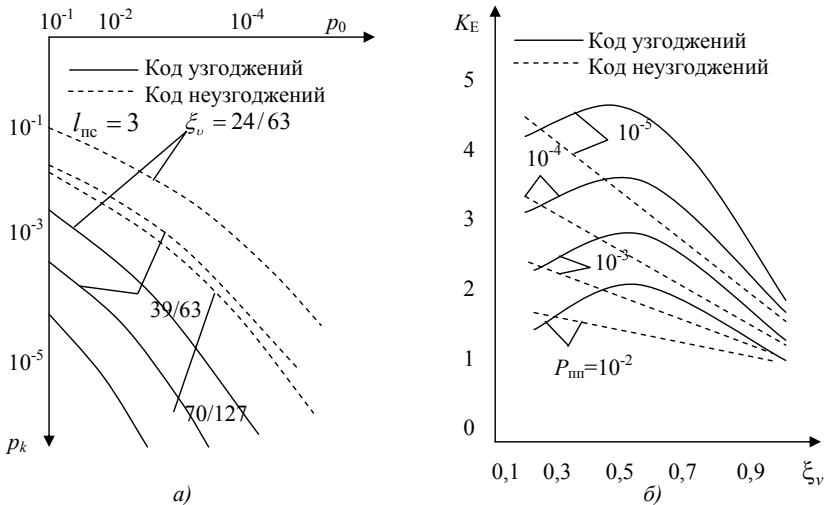 10⁻¹ 10⁻² 10⁻⁴ p₀
Код узгоджений
Код неузгоджений
10⁻¹ l_пс = 3 ξ_υ = 24/63
10⁻³
39/63
10⁻⁵
70/127
p_k
а)
K_E
Код узгоджений
Код неузгоджений
5
10⁻⁵
4
10⁻⁴
3
10⁻³
2
1
P_пп=10⁻²
0
0,1 0,3 0,5 0,7 0,9 ξ_v
б)